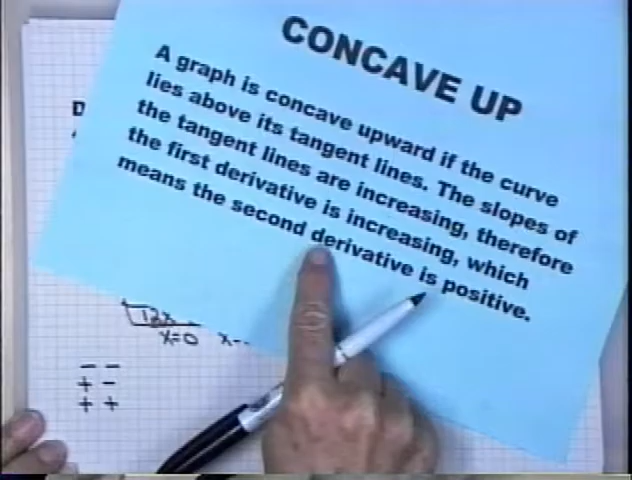 CONCAVE UP
A graph is concave upward if the curve
lies above its tangent lines. The slopes of
the tangent lines are increasing, therefore
the first derivative is increasing, which
means the second derivative is positive.
D
12x
x=0 x-
- -
+ -
+ +